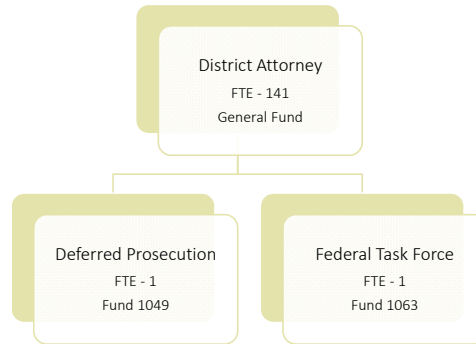 District Attorney
FTE - 141
General Fund
Deferred Prosecution
FTE - 1
Fund 1049
Federal Task Force
FTE - 1
Fund 1063